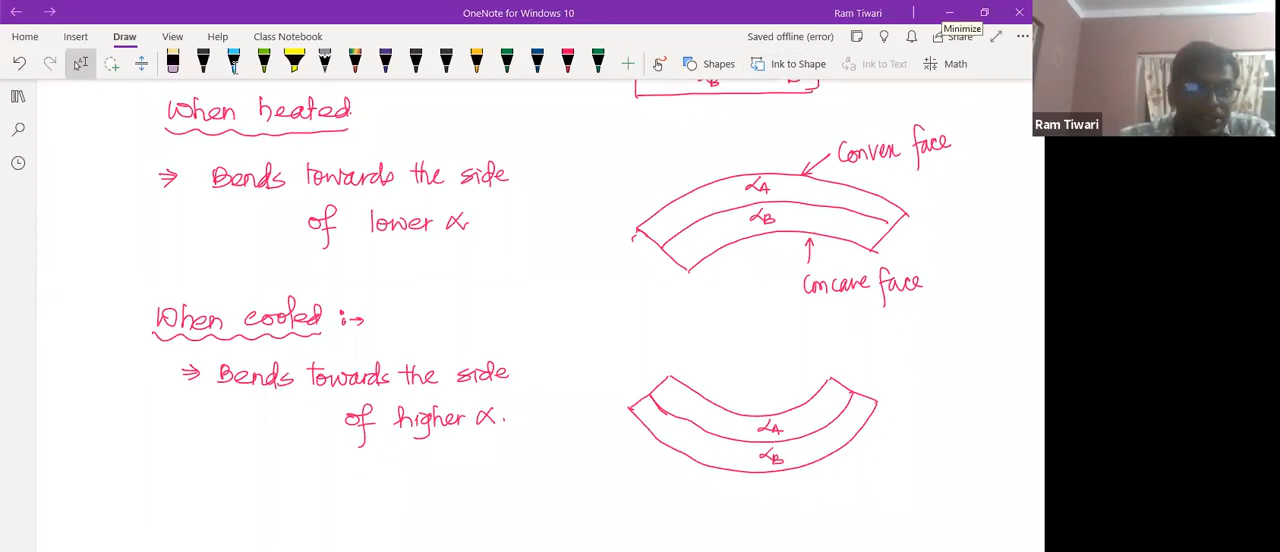 OneNote for Windows 10
Ram Tiwari
Minimize
Home
Insert
Draw
View
Help
Class Notebook
Saved offline (error)
Share
Shapes
Ink to Shape
Ink to Text
Math
Ram Tiwari
αB
B
When heated
⇒ Bends towards the side
of lower α
Convex face
αA
αB
Concave face
When cooled :→
⇒ Bends towards the side
of higher α.
αA
αB